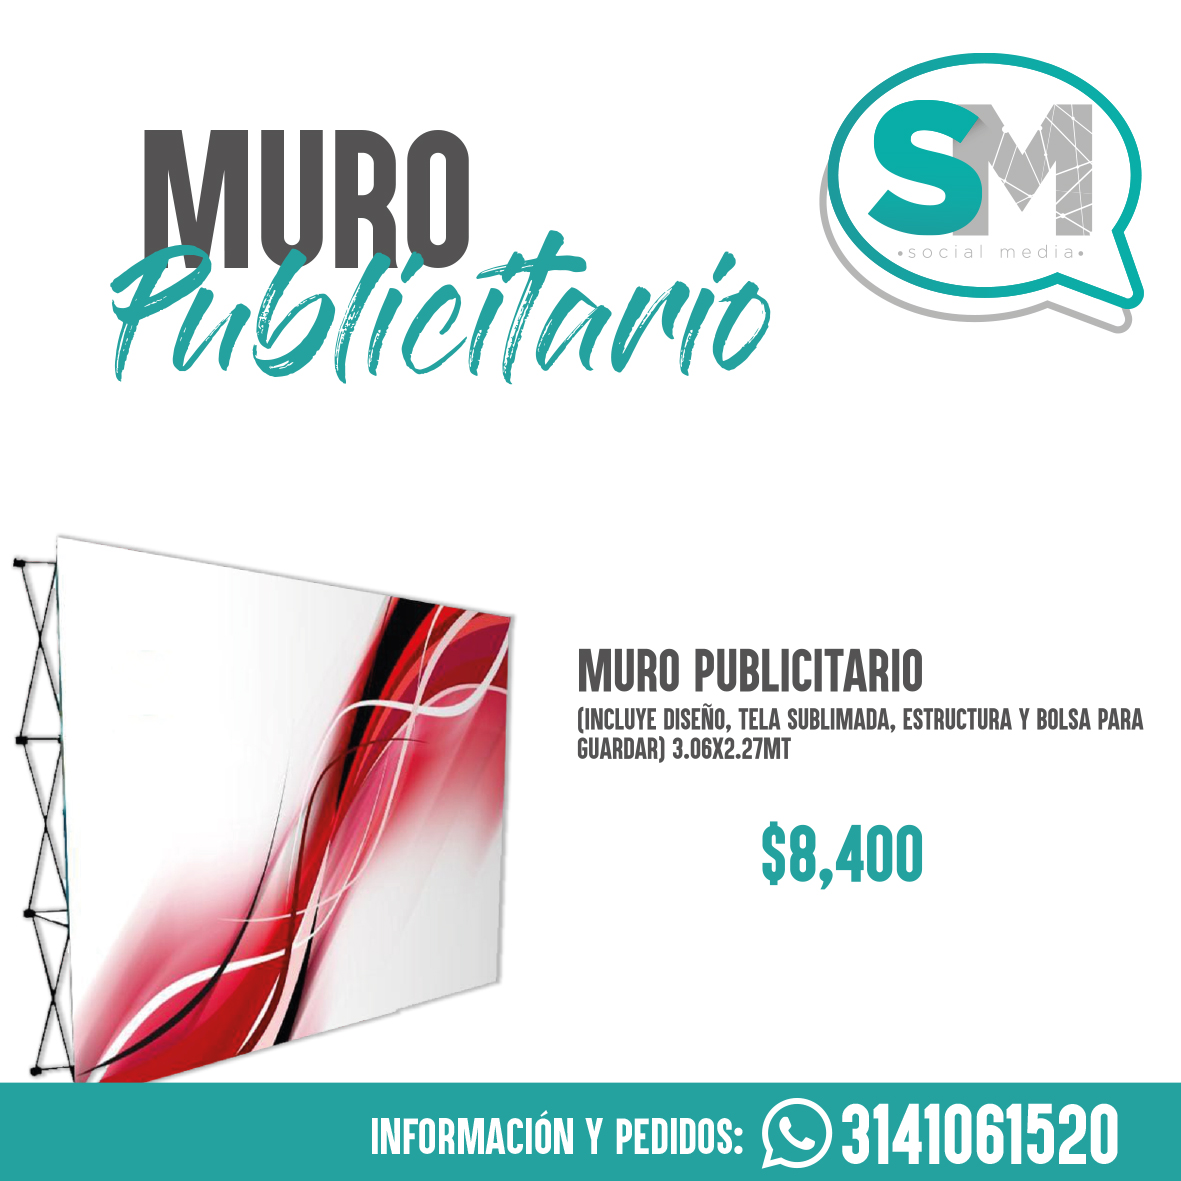 MURO
Publicitario
SM
•social media•
MURO PUBLICITARIO
(INCLUYE DISEÑO, TELA SUBLIMADA, ESTRUCTURA Y BOLSA PARA
GUARDAR) 3.06X2.27MT
$8,400
INFORMACIÓN Y PEDIDOS: 3141061520